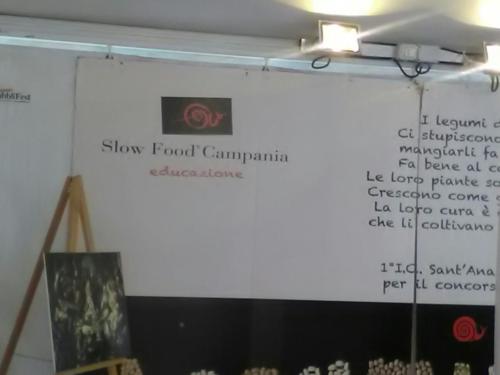 Slow Food® Campania
educazione
I legumi
Ci stupiscono
mangiarli fa
Fa bene al
Le loro piante
Crescono come
La loro cura è
che li coltivano
1°I.C. Sant'Ana
per il concors